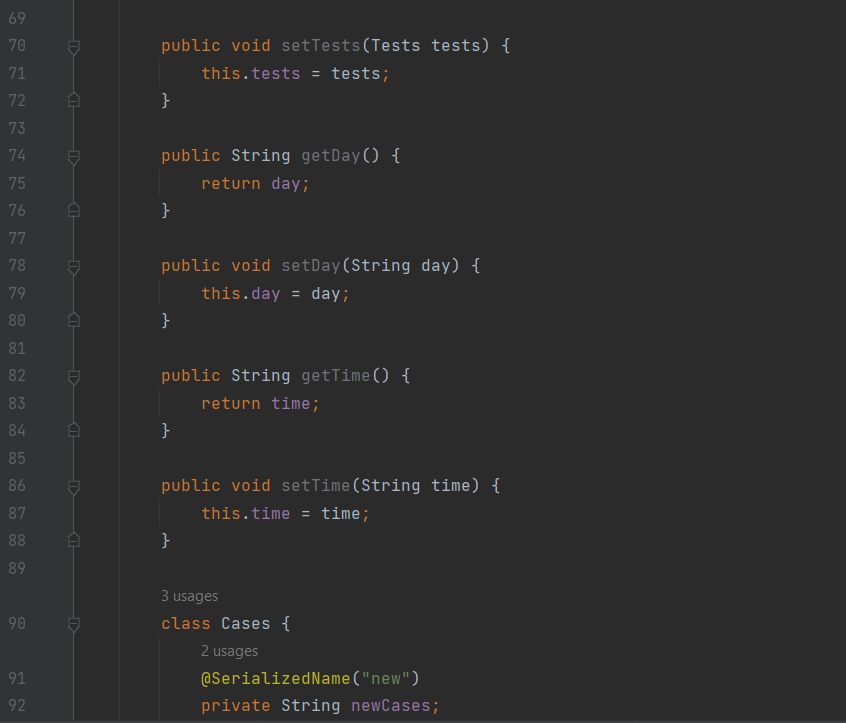 69
70 public void setTests(Tests tests) {
71 this.tests = tests;
72 }
73
74 public String getDay() {
75 return day;
76 }
77
78 public void setDay(String day) {
79 this.day = day;
80 }
81
82 public String getTime() {
83 return time;
84 }
85
86 public void setTime(String time) {
87 this.time = time;
88 }
89
3 usages
90 class Cases {
2 usages
91 @SerializedName("new")
92 private String newCases;